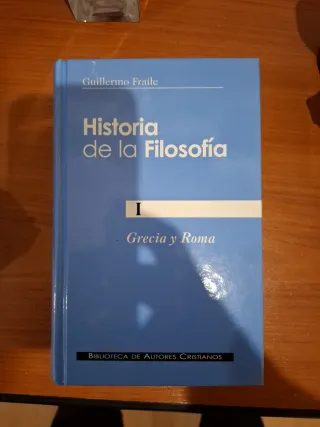 Guillermo Fraile
Historia
de la Filosofía
I
Grecia y Roma
BIBLIOTECA DE AUTORES CRISTIANOS